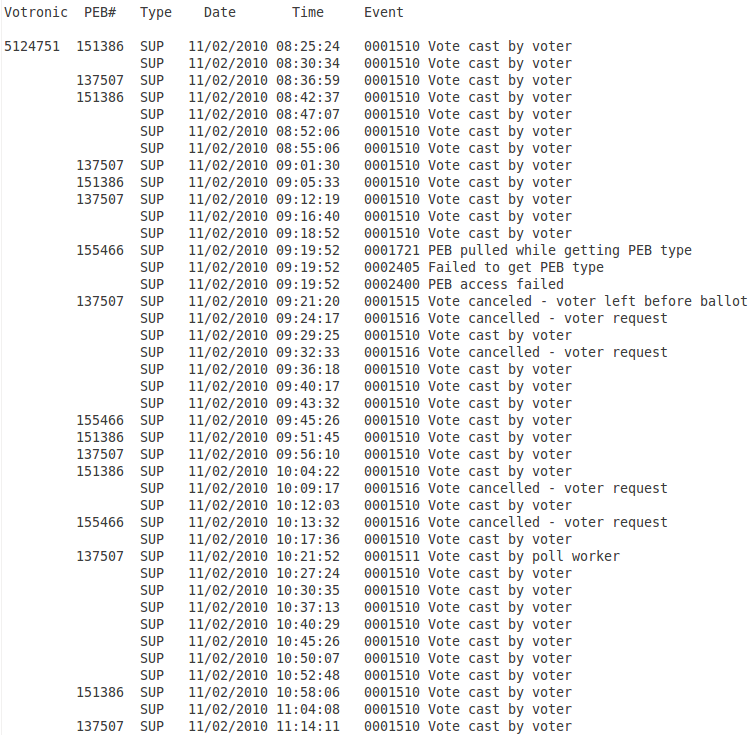 Votronic  PEB#   Type    Date       Time     Event
5124751  151386  SUP   11/02/2010 08:25:24   0001510 Vote cast by voter
                 SUP   11/02/2010 08:30:34   0001510 Vote cast by voter
         137507  SUP   11/02/2010 08:36:59   0001510 Vote cast by voter
         151386  SUP   11/02/2010 08:42:37   0001510 Vote cast by voter
                 SUP   11/02/2010 08:47:07   0001510 Vote cast by voter
                 SUP   11/02/2010 08:52:06   0001510 Vote cast by voter
                 SUP   11/02/2010 08:55:06   0001510 Vote cast by voter
         137507  SUP   11/02/2010 09:01:30   0001510 Vote cast by voter
         151386  SUP   11/02/2010 09:05:33   0001510 Vote cast by voter
         137507  SUP   11/02/2010 09:12:19   0001510 Vote cast by voter
                 SUP   11/02/2010 09:16:40   0001510 Vote cast by voter
                 SUP   11/02/2010 09:18:52   0001510 Vote cast by voter
         155466  SUP   11/02/2010 09:19:52   0001721 PEB pulled while getting PEB type
                 SUP   11/02/2010 09:19:52   0002405 Failed to get PEB type
                 SUP   11/02/2010 09:19:52   0002400 PEB access failed
         137507  SUP   11/02/2010 09:21:20   0001515 Vote canceled - voter left before ballot
                 SUP   11/02/2010 09:24:17   0001516 Vote cancelled - voter request
                 SUP   11/02/2010 09:29:25   0001510 Vote cast by voter
                 SUP   11/02/2010 09:32:33   0001516 Vote cancelled - voter request
                 SUP   11/02/2010 09:36:18   0001510 Vote cast by voter
                 SUP   11/02/2010 09:40:17   0001510 Vote cast by voter
                 SUP   11/02/2010 09:43:32   0001510 Vote cast by voter
         155466  SUP   11/02/2010 09:45:26   0001510 Vote cast by voter
         151386  SUP   11/02/2010 09:51:45   0001510 Vote cast by voter
         137507  SUP   11/02/2010 09:56:10   0001510 Vote cast by voter
         151386  SUP   11/02/2010 10:04:22   0001510 Vote cast by voter
                 SUP   11/02/2010 10:09:17   0001516 Vote cancelled - voter request
                 SUP   11/02/2010 10:12:03   0001510 Vote cast by voter
         155466  SUP   11/02/2010 10:13:32   0001516 Vote cancelled - voter request
                 SUP   11/02/2010 10:17:36   0001510 Vote cast by voter
         137507  SUP   11/02/2010 10:21:52   0001511 Vote cast by poll worker
                 SUP   11/02/2010 10:27:24   0001510 Vote cast by voter
                 SUP   11/02/2010 10:30:35   0001510 Vote cast by voter
                 SUP   11/02/2010 10:37:13   0001510 Vote cast by voter
                 SUP   11/02/2010 10:40:29   0001510 Vote cast by voter
                 SUP   11/02/2010 10:45:26   0001510 Vote cast by voter
                 SUP   11/02/2010 10:50:07   0001510 Vote cast by voter
                 SUP   11/02/2010 10:52:48   0001510 Vote cast by voter
         151386  SUP   11/02/2010 10:58:06   0001510 Vote cast by voter
                 SUP   11/02/2010 11:04:08   0001510 Vote cast by voter
         137507  SUP   11/02/2010 11:14:11   0001510 Vote cast by voter